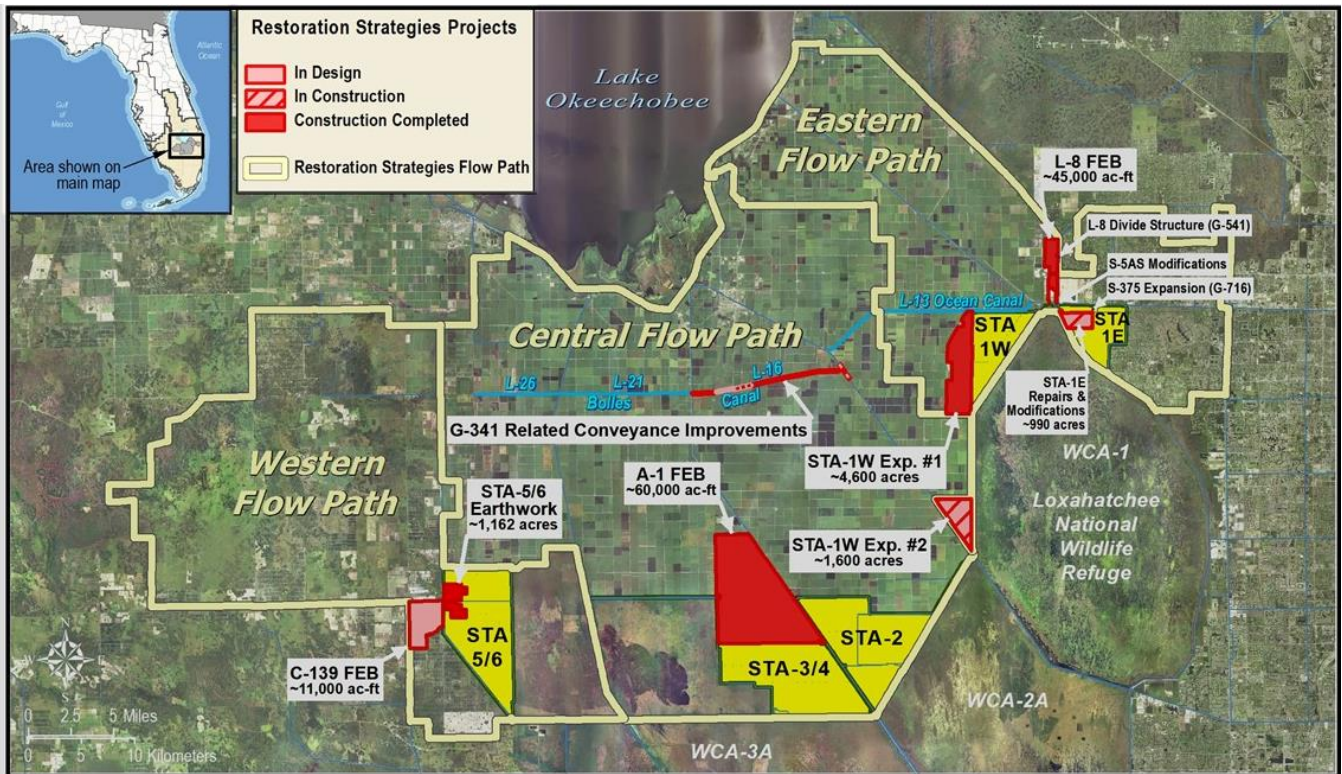 Atlantic
Ocean
Gulf
of
Mexico
Area shown on
main map
Restoration Strategies Projects
In Design
In Construction
Construction Completed
Restoration Strategies Flow Path
Lake
Okeechobee
Eastern
Flow Path
L-8 FEB
~45,000 ac-ft
L-8 Divide Structure (G-541)
S-5AS Modifications
S-375 Expansion (G-716)
L-13 Ocean Canal
STA
1W
STA
1E
Central Flow Path
L-26
L-21
L-16
Bolles
Canal
G-341 Related Conveyance Improvements
STA-1E
Repairs &
Modifications
~990 acres
WCA-1
Loxahatchee
National
Wildlife
Refuge
STA-1W Exp. #1
~4,600 acres
Western
Flow Path
STA-5/6
Earthwork
~1,162 acres
A-1 FEB
~60,000 ac-ft
STA-1W Exp. #2
~1,600 acres
STA
5/6
STA-2
STA-3/4
C-139 FEB
~11,000 ac-ft
WCA-2A
WCA-3A
N
W
E
S
0 2.5 5 Miles
0 5 10 Kilometers